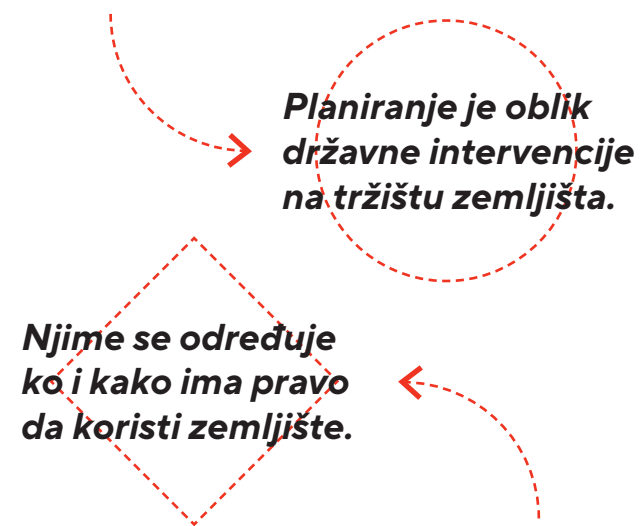 Planiranje je oblik
državne intervencije
na tržištu zemljišta.
Njime se određuje
ko i kako ima pravo
da koristi zemljište.